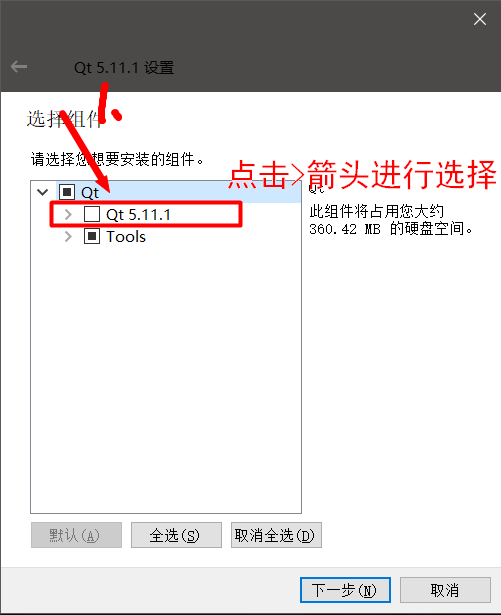 Qt 5.11.1 设置
选择组件
请选择您想要安装的组件。
点击>箭头进行选择
Qt
Qt 5.11.1
Tools
Qt
此组件将占用您大约
360.42 MB 的硬盘空间。
默认(A)
全选(S)
取消全选(D)
下一步(N)
取消